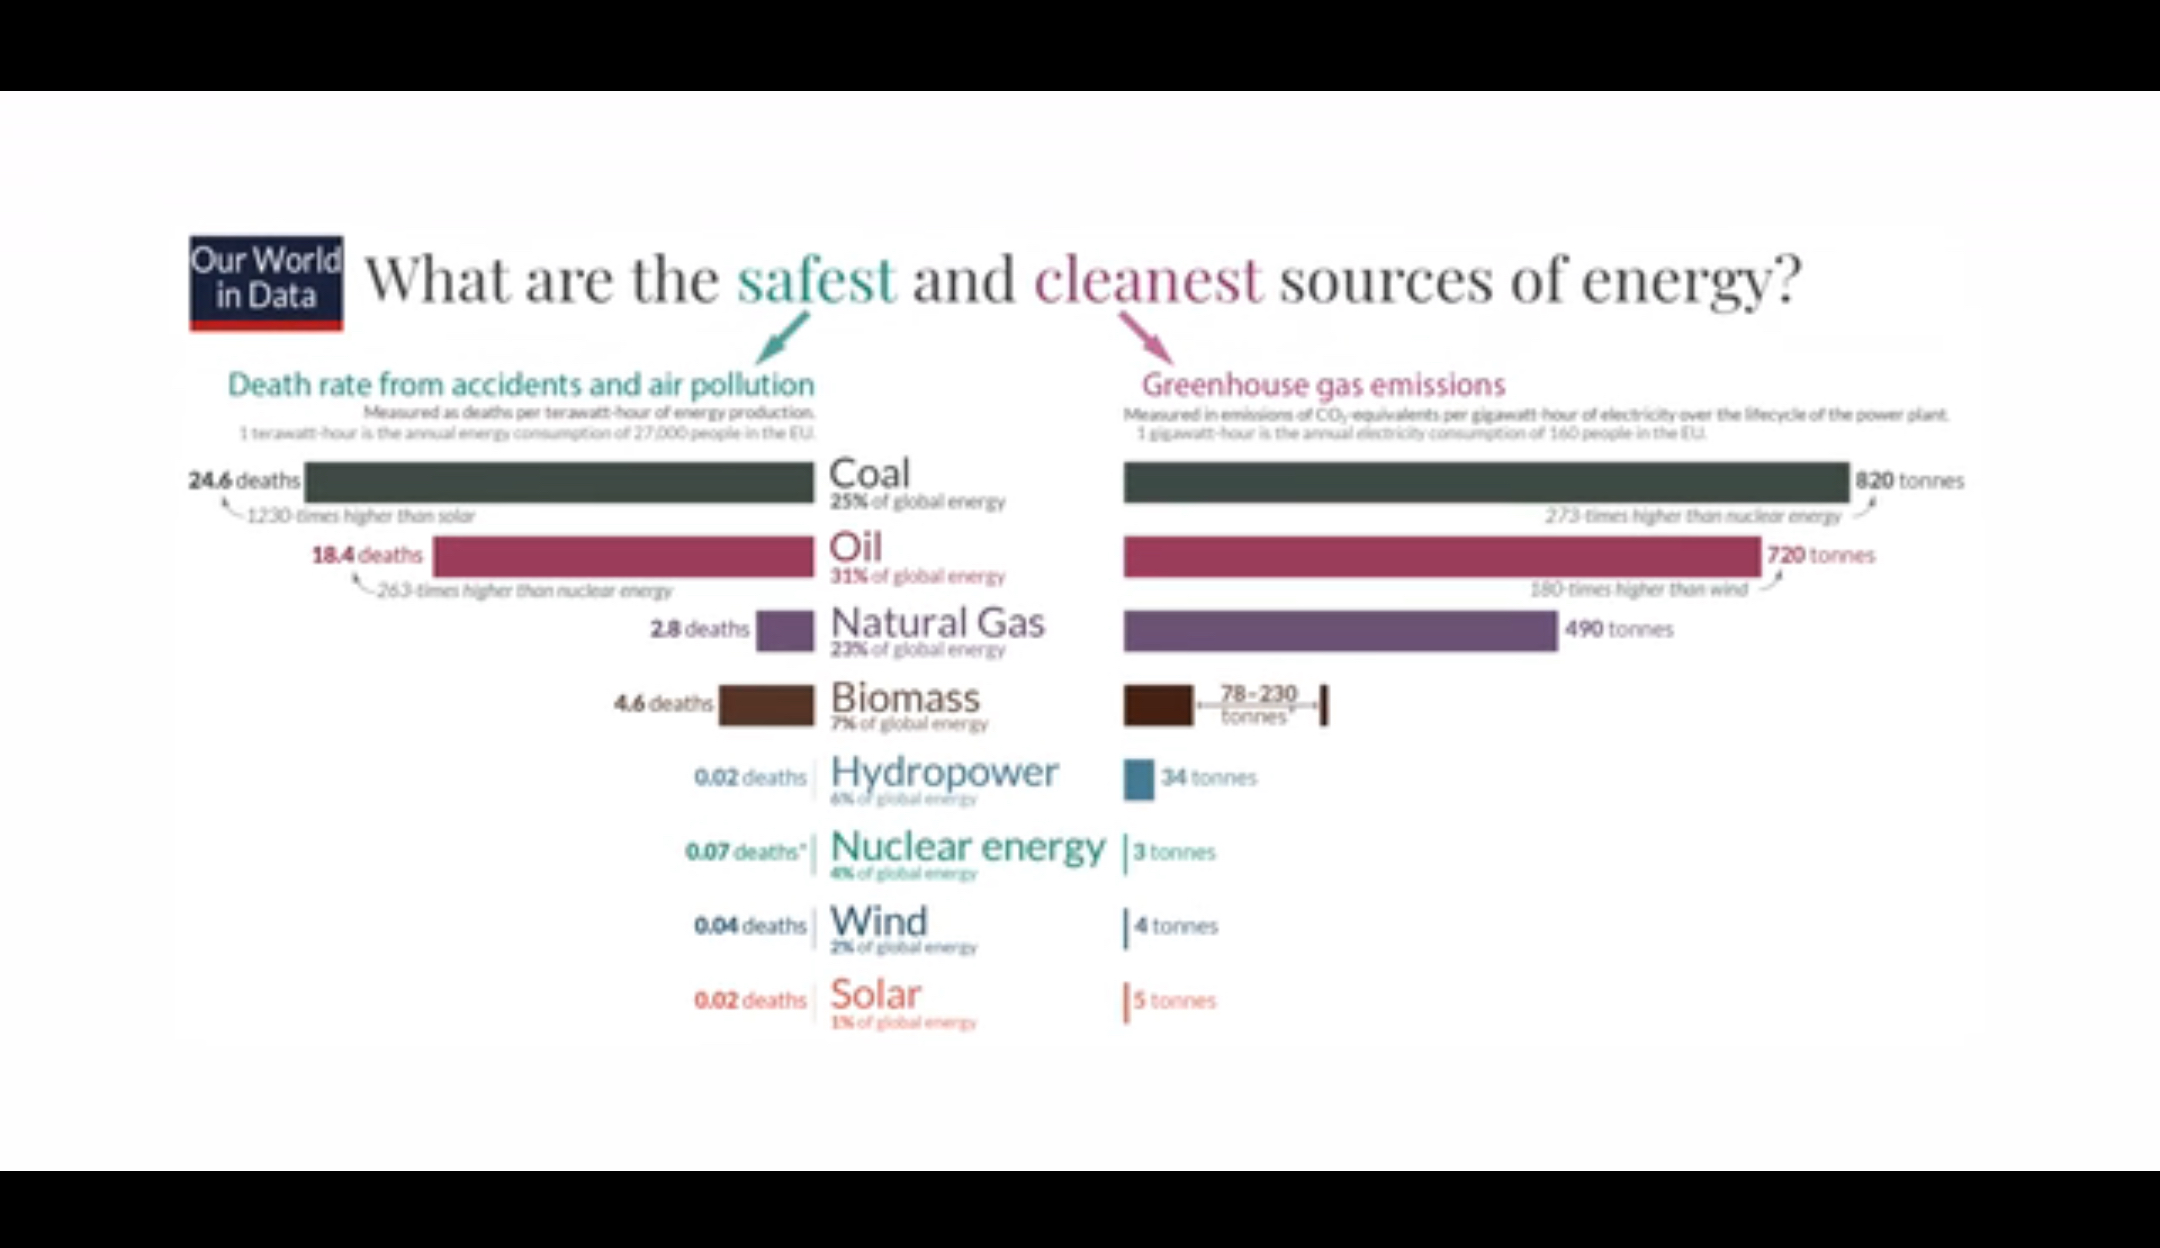 Our World
in Data
What are the safest and cleanest sources of energy?
Death rate from accidents and air pollution
Measured as deaths per terawatt-hour of energy production.
1 terawatt-hour is the annual energy consumption of 27,000 people in the EU.
Greenhouse gas emissions
Measured in emissions of CO₂-equivalents per gigawatt-hour of electricity over the lifecycle of the power plant.
1 gigawatt-hour is the annual electricity consumption of 160 people in the EU.
24.6 deaths
1230-times higher than solar
Coal
25% of global energy
820 tonnes
273-times higher than nuclear energy
18.4 deaths
263-times higher than nuclear energy
Oil
31% of global energy
720 tonnes
180-times higher than wind
2.8 deaths
Natural Gas
23% of global energy
490 tonnes
4.6 deaths
Biomass
7% of global energy
78–230
tonnes*
0.02 deaths
Hydropower
6% of global energy
34 tonnes
0.07 deaths*
Nuclear energy
4% of global energy
3 tonnes
0.04 deaths
Wind
2% of global energy
4 tonnes
0.02 deaths
Solar
1% of global energy
5 tonnes